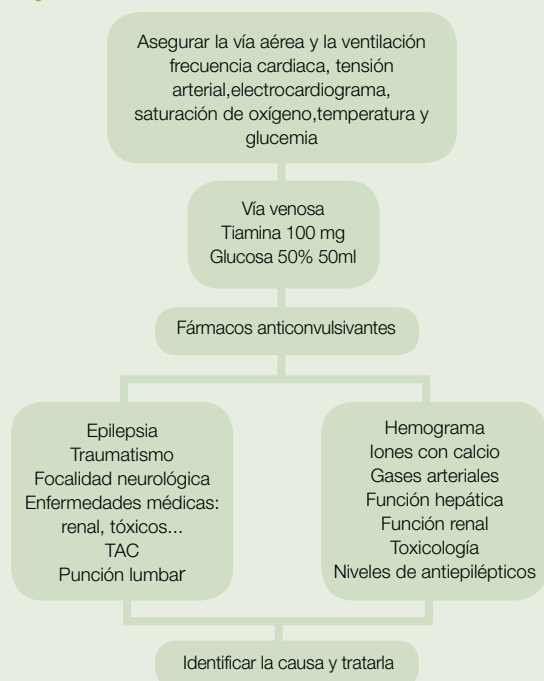 Asegurar la vía aérea y la ventilación
frecuencia cardiaca, tensión
arterial,electrocardiograma,
saturación de oxígeno,temperatura y
glucemia
Vía venosa
Tiamina 100 mg
Glucosa 50% 50ml
Fármacos anticonvulsivantes
Epilepsia
Traumatismo
Focalidad neurológica
Enfermedades médicas:
renal, tóxicos...
TAC
Punción lumbar
Hemograma
Iones con calcio
Gases arteriales
Función hepática
Función renal
Toxicología
Niveles de antiepilépticos
Identificar la causa y tratarla